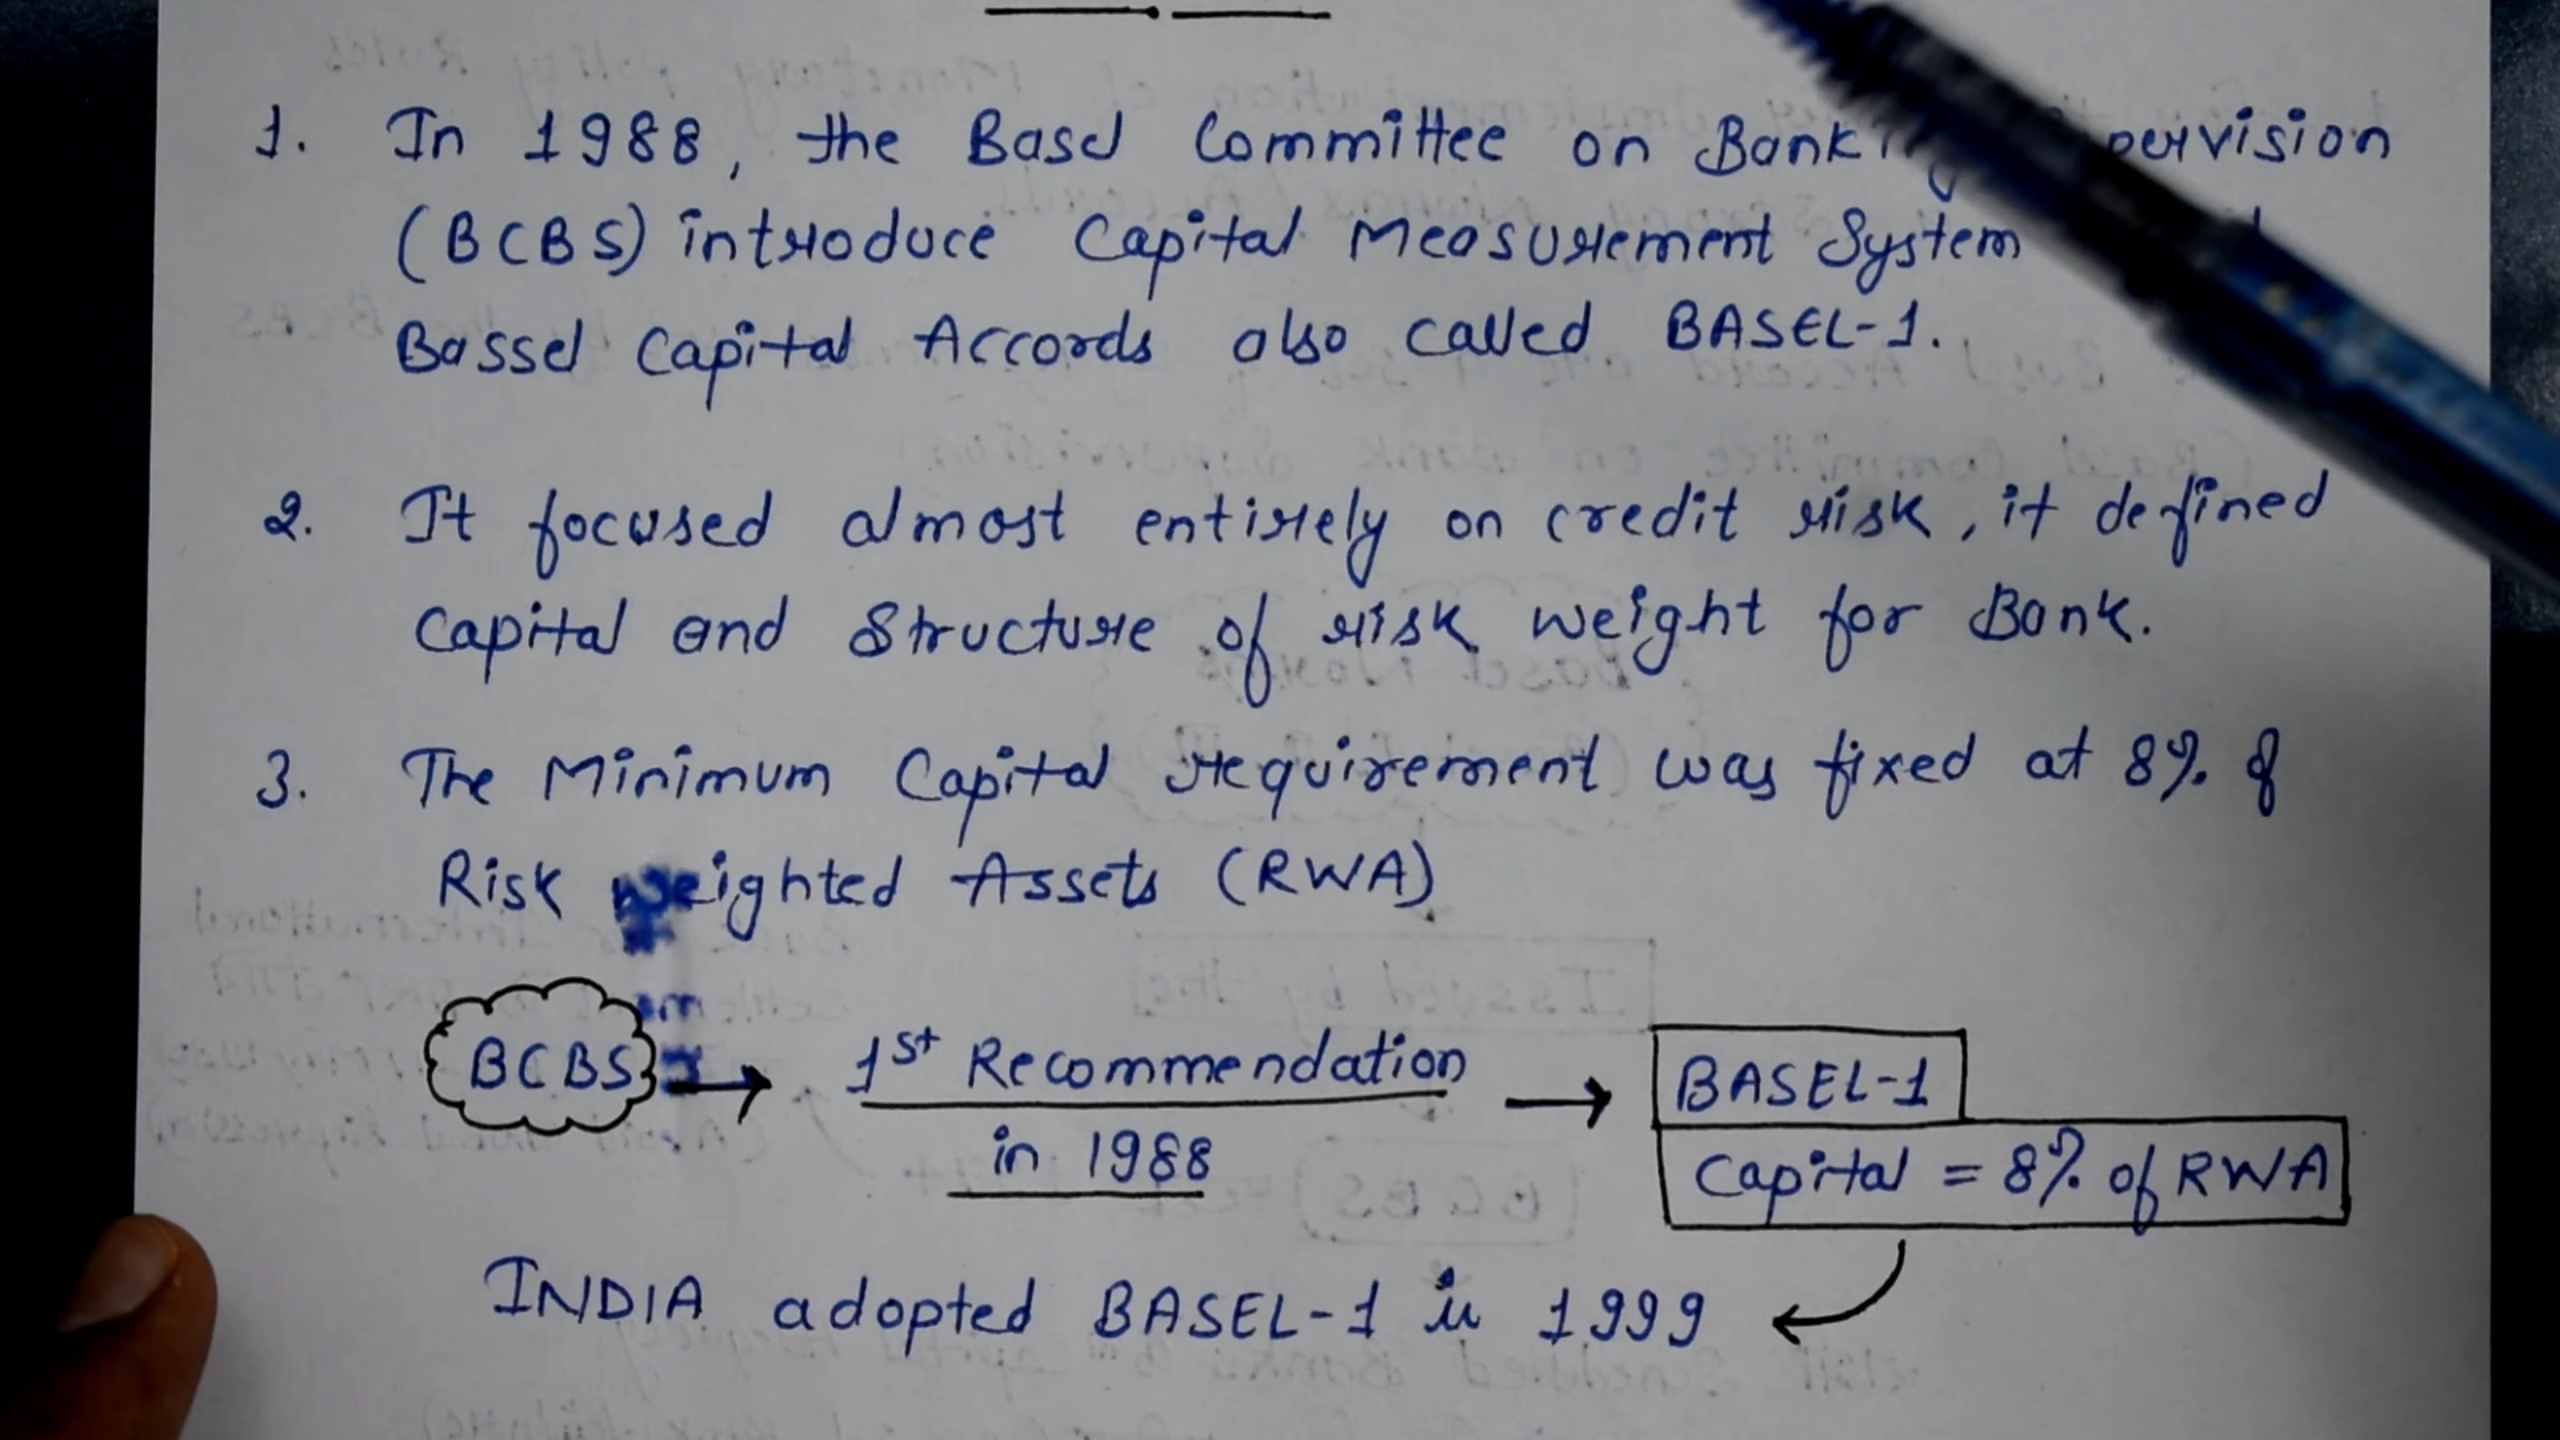 1. In 1988, the Basel Committee on Banking
(BCBS) introduce Capital Measurement System
Bassel Capital Accords also called BASEL-1.
2. It focused almost entirely on credit risk, it defined
Capital and Structure of risk weight for Bank.
3. The Minimum Capital requirement was fixed at 8% of
Risk weighted Assets (RWA)
BCBS → 1st Recommendation → BASEL-1
in 1988
Capital = 8% of RWA
INDIA adopted BASEL-1 in 1999